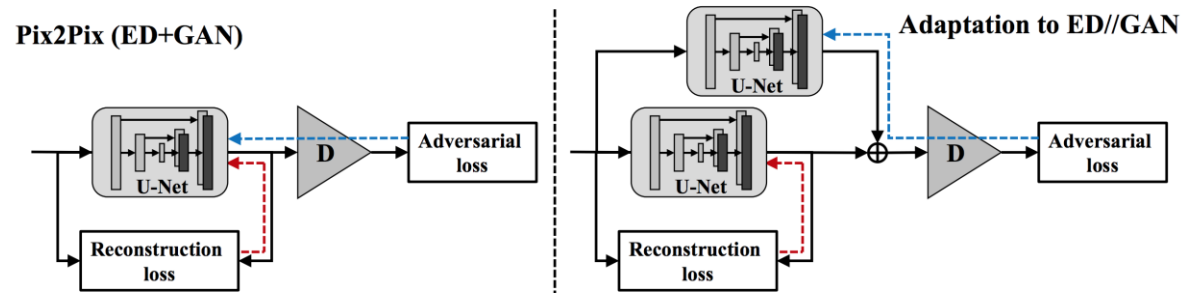 Pix2Pix (ED+GAN)
U-Net
D
Adversarial
loss
Reconstruction
loss
Adaptation to ED//GAN
U-Net
U-Net
D
Adversarial
loss
Reconstruction
loss